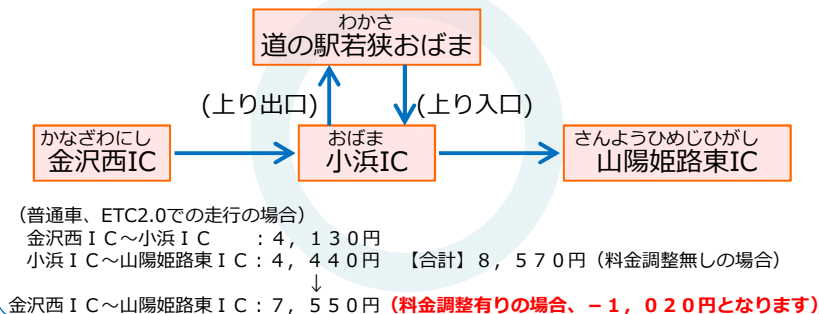 わかさ
道の駅若狭おばま
(上り出口)
(上り入口)
かなざわにし
金沢西IC
おばま
小浜IC
さんようひめじひがし
山陽姫路東IC
（普通車、ETC2.0での走行の場合）
金沢西ＩＣ～小浜ＩＣ　　：４，１３０円
小浜ＩＣ～山陽姫路東ＩＣ：４，４４０円　【合計】８，５７０円（料金調整無しの場合）
↓
金沢西ＩＣ～山陽姫路東ＩＣ：７，５５０円（料金調整有りの場合、－１，０２０円となります）